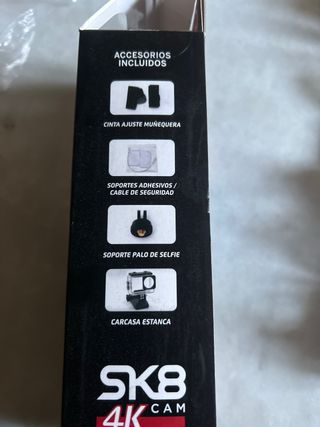 ACCESORIOS
INCLUIDOS
CINTA AJUSTE MUÑEQUERA
SOPORTES ADHESIVOS /
CABLE DE SEGURIDAD
SOPORTE PALO DE SELFIE
CARCASA ESTANCA
SK8
4K CAM